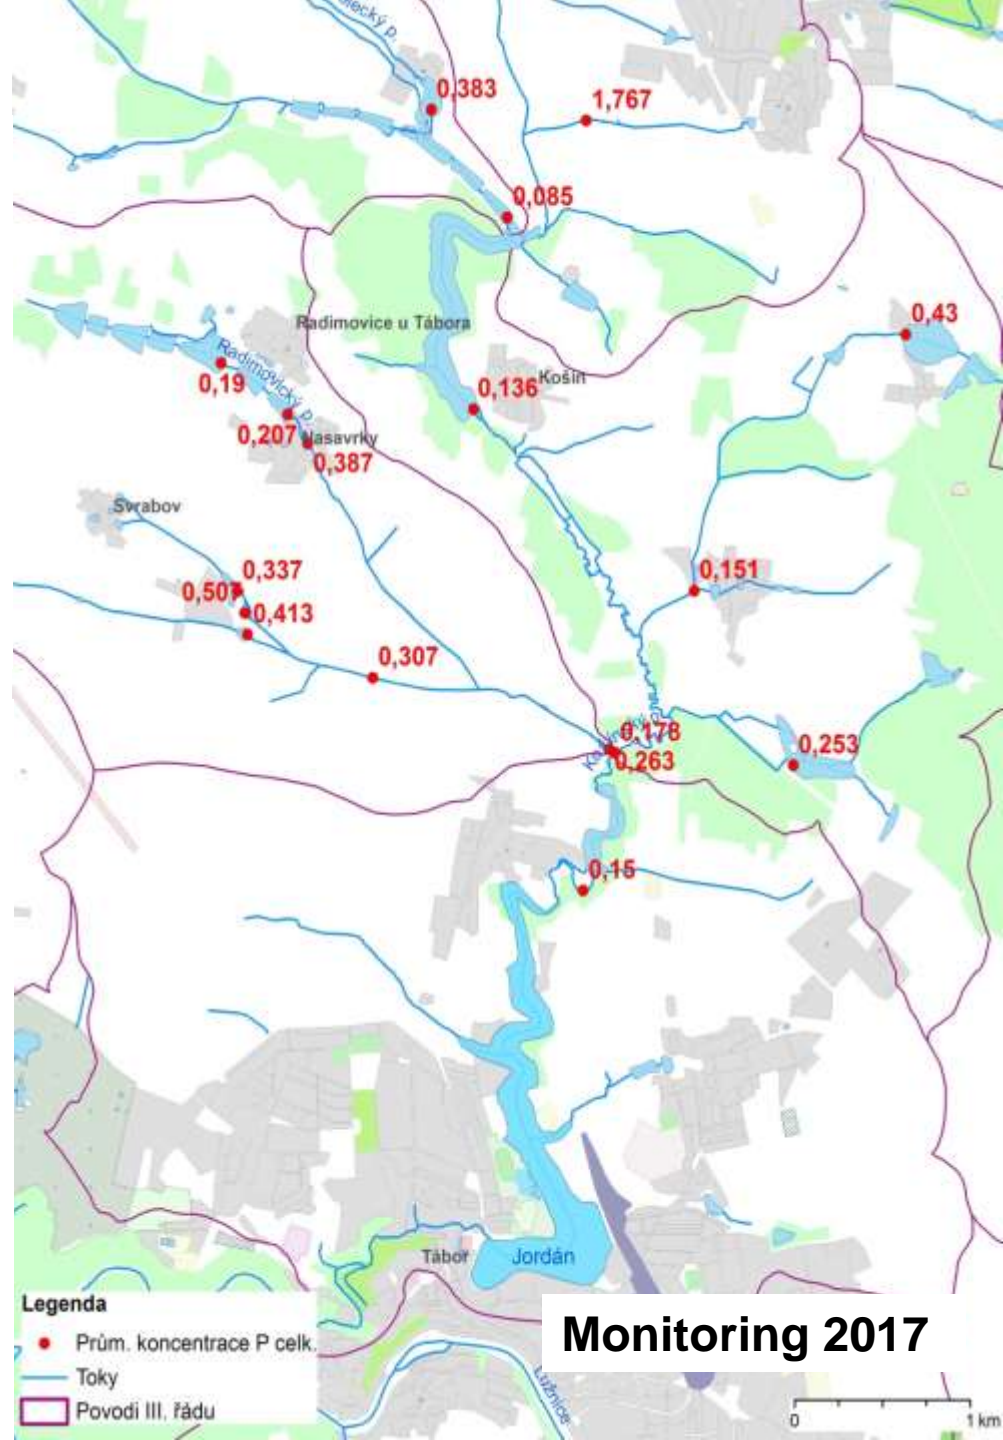 olecký p.
0,383
1,767
0,085
Radimovice u Tábora
0,43
Radimovický p.
0,19
0,136
Košín
0,207
Nasavrky
0,387
Svrabov
0,337
0,507
0,151
0,413
0,307
0,178
0,263
0,253
0,15
Tábor
Jordán
Lužnice
Legenda
Prům. koncentrace P celk.
Toky
Povodí III. řádu
Monitoring 2017
0
1 km